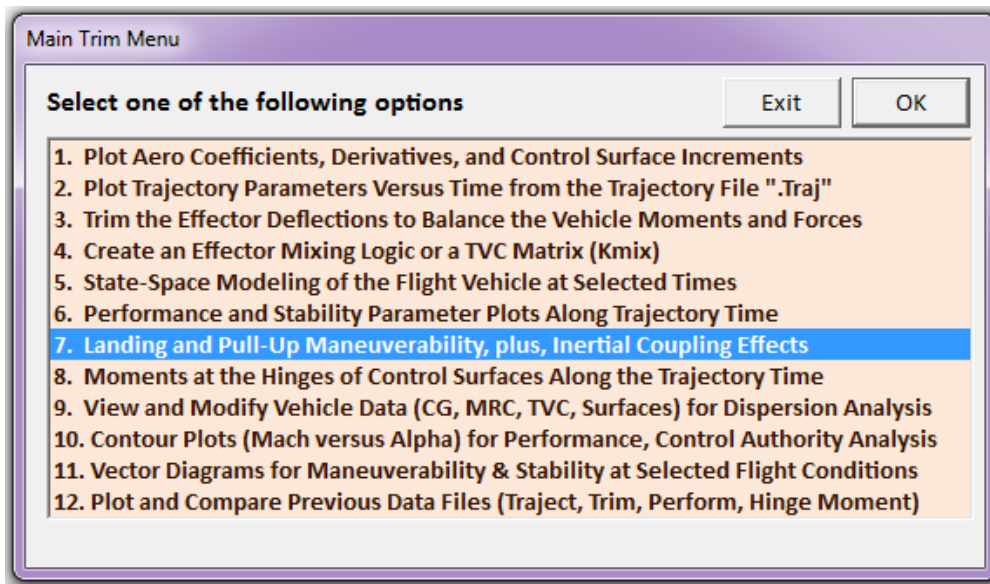 Main Trim Menu
Select one of the following options
Exit
OK
1. Plot Aero Coefficients, Derivatives, and Control Surface Increments
2. Plot Trajectory Parameters Versus Time from the Trajectory File ".Traj"
3. Trim the Effector Deflections to Balance the Vehicle Moments and Forces
4. Create an Effector Mixing Logic or a TVC Matrix (Kmix)
5. State-Space Modeling of the Flight Vehicle at Selected Times
6. Performance and Stability Parameter Plots Along Trajectory Time
7. Landing and Pull-Up Maneuverability, plus, Inertial Coupling Effects
8. Moments at the Hinges of Control Surfaces Along the Trajectory Time
9. View and Modify Vehicle Data (CG, MRC, TVC, Surfaces) for Dispersion Analysis
10. Contour Plots (Mach versus Alpha) for Performance, Control Authority Analysis
11. Vector Diagrams for Maneuverability & Stability at Selected Flight Conditions
12. Plot and Compare Previous Data Files (Traject, Trim, Perform, Hinge Moment)